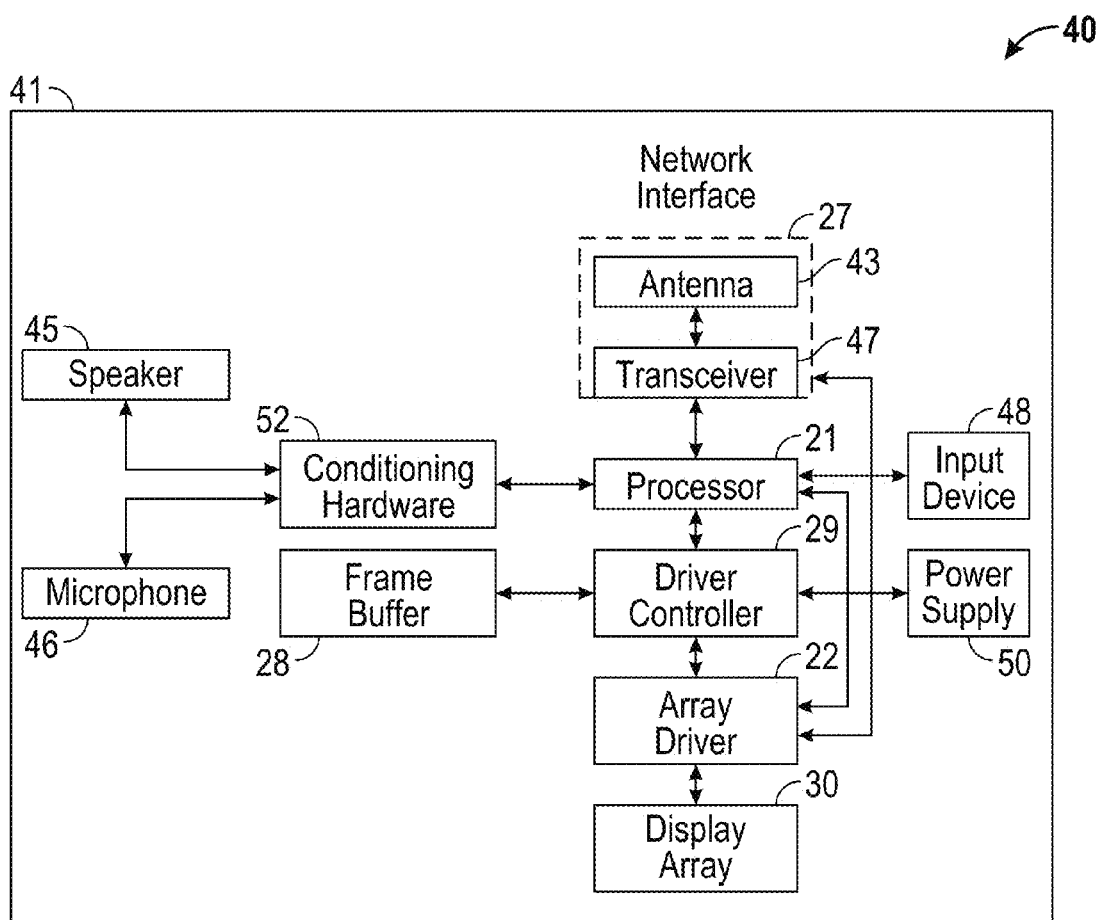 40
41
Network
Interface
27
Antenna
43
45
Speaker
Transceiver
47
52
Conditioning
Hardware
21
Processor
48
Input
Device
Microphone
46
Frame
Buffer
28
29
Driver
Controller
Power
Supply
50
22
Array
Driver
30
Display
Array